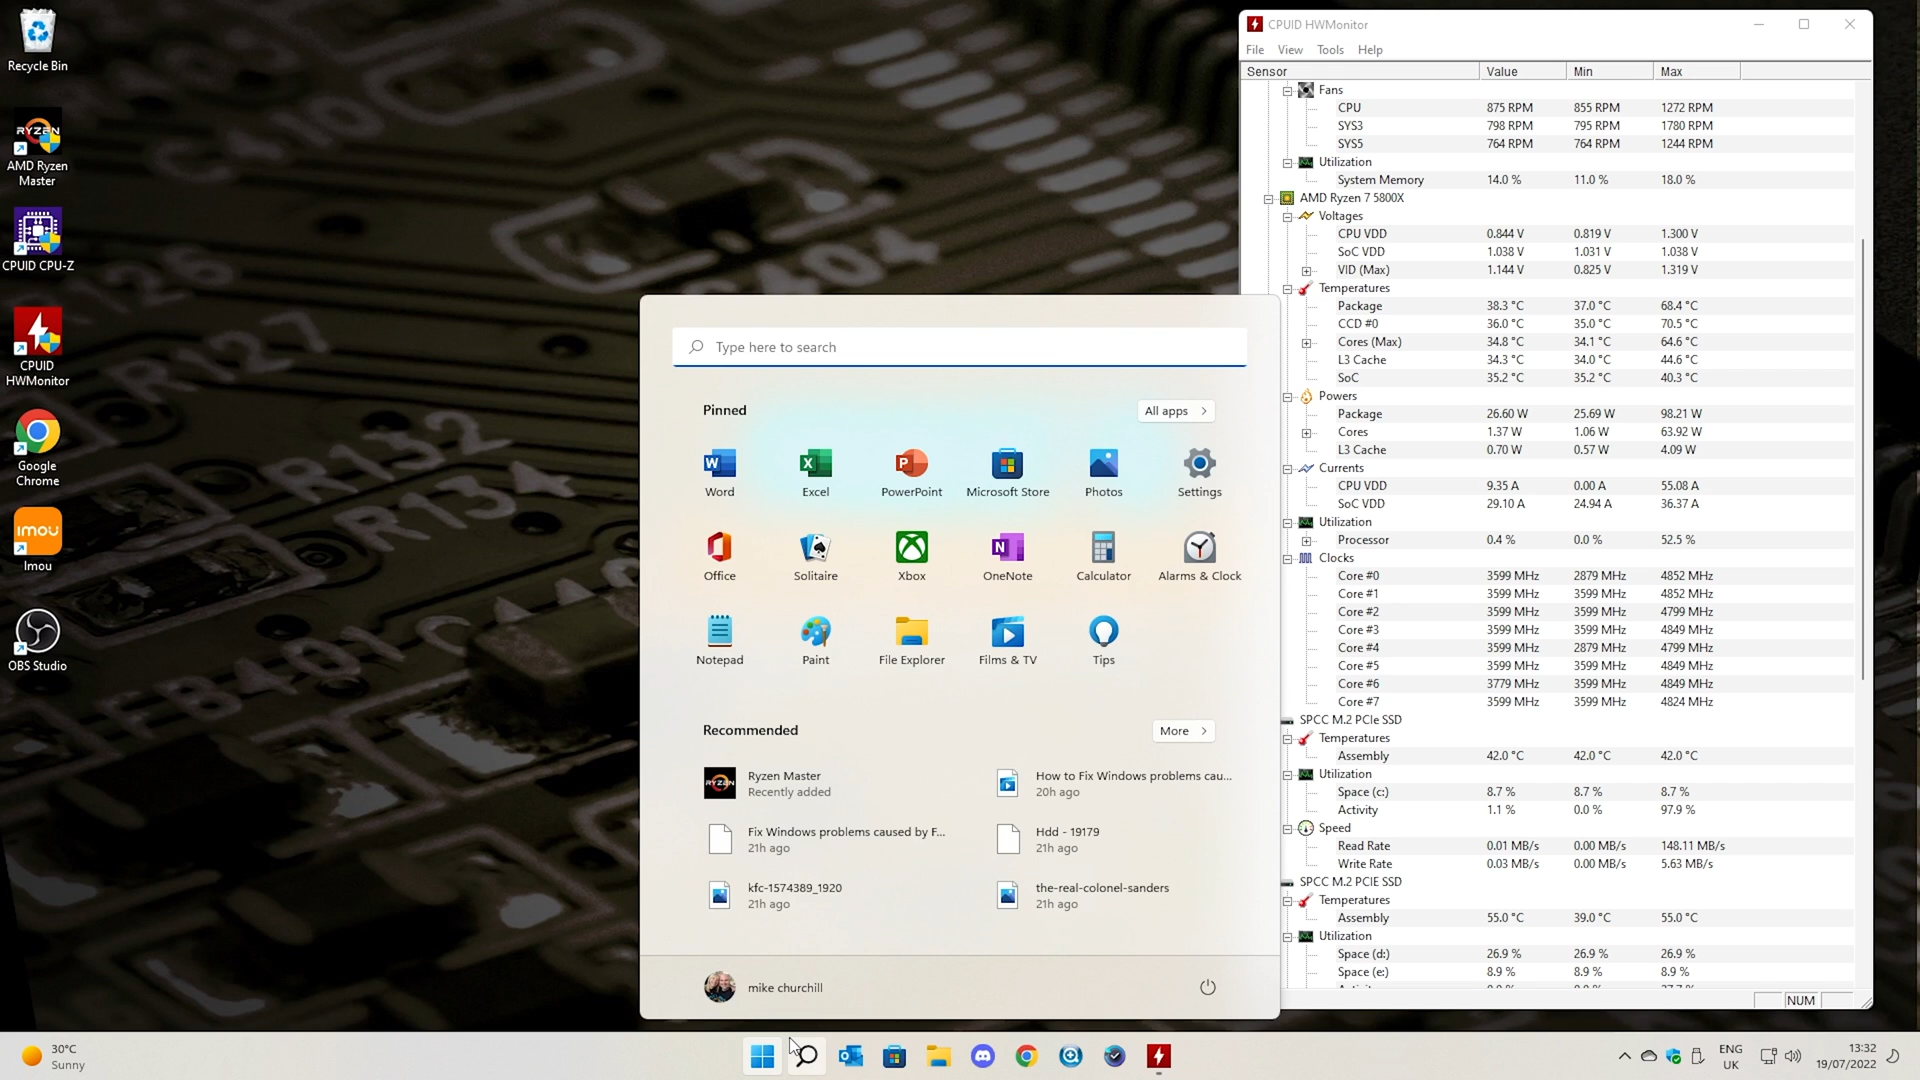 Recycle Bin
RYZEN
AMD Ryzen
Master
CPUID CPU-Z
CPUID
HWMonitor
Google
Chrome
imou
Imou
OBS Studio
C410
R127
R132
R134
FB491C
C404
Type here to search
Pinned
All apps
Word
Excel
PowerPoint
Microsoft Store
Photos
Settings
Office
Solitaire
Xbox
OneNote
Calculator
Alarms & Clock
Notepad
Paint
File Explorer
Films & TV
Tips
Recommended
More
RYZEN
Ryzen Master
Recently added
How to Fix Windows problems cau...
20h ago
Fix Windows problems caused by F...
21h ago
Hdd - 19179
21h ago
kfc-1574389_1920
21h ago
the-real-colonel-sanders
21h ago
mike churchill
CPUID HWMonitor
File View Tools Help
Sensor Value Min Max
Fans
CPU 875 RPM 855 RPM 1272 RPM
SYS3 798 RPM 795 RPM 1780 RPM
SYS5 764 RPM 764 RPM 1244 RPM
Utilization
System Memory 14.0 % 11.0 % 18.0 %
AMD Ryzen 7 5800X
Voltages
CPU VDD 0.844 V 0.819 V 1.300 V
SoC VDD 1.038 V 1.031 V 1.038 V
VID (Max) 1.144 V 0.825 V 1.319 V
Temperatures
Package 38.3 °C 37.0 °C 68.4 °C
CCD #0 36.0 °C 35.0 °C 70.5 °C
Cores (Max) 34.8 °C 34.1 °C 64.6 °C
L3 Cache 34.3 °C 34.0 °C 44.6 °C
SoC 35.2 °C 35.2 °C 40.3 °C
Powers
Package 26.60 W 25.69 W 98.21 W
Cores 1.37 W 1.06 W 63.92 W
L3 Cache 0.70 W 0.57 W 4.09 W
Currents
CPU VDD 9.35 A 0.00 A 55.08 A
SoC VDD 29.10 A 24.94 A 36.37 A
Utilization
Processor 0.4 % 0.0 % 52.5 %
Clocks
Core #0 3599 MHz 2879 MHz 4852 MHz
Core #1 3599 MHz 3599 MHz 4852 MHz
Core #2 3599 MHz 3599 MHz 4799 MHz
Core #3 3599 MHz 3599 MHz 4849 MHz
Core #4 3599 MHz 2879 MHz 4799 MHz
Core #5 3599 MHz 3599 MHz 4849 MHz
Core #6 3779 MHz 3599 MHz 4849 MHz
Core #7 3599 MHz 3599 MHz 4824 MHz
SPCC M.2 PCIe SSD
Temperatures
Assembly 42.0 °C 42.0 °C 42.0 °C
Utilization
Space (c:) 8.7 % 8.7 % 8.7 %
Activity 1.1 % 0.0 % 97.9 %
Speed
Read Rate 0.01 MB/s 0.00 MB/s 148.11 MB/s
Write Rate 0.03 MB/s 0.00 MB/s 5.63 MB/s
SPCC M.2 PCIE SSD
Temperatures
Assembly 55.0 °C 39.0 °C 55.0 °C
Utilization
Space (d:) 26.9 % 26.9 % 26.9 %
Space (e:) 8.9 % 8.9 % 8.9 %
NUM
30°C
Sunny
ENG
UK
13:32
19/07/2022